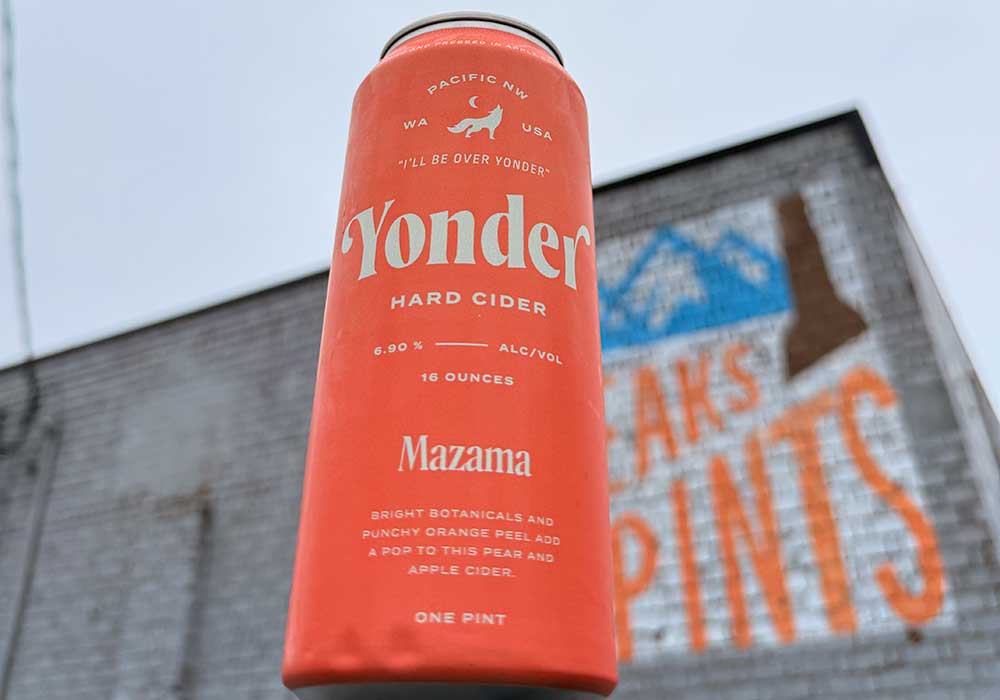 PACIFIC NW
WA USA
"I'LL BE OVER YONDER"
Yonder
HARD CIDER
6.90 % ALC/VOL
16 OUNCES
Mazama
BRIGHT BOTANICALS AND
PUNCHY ORANGE PEEL ADD
A POP TO THIS PEAR AND
APPLE CIDER.
ONE PINT
EAKS
PINTS